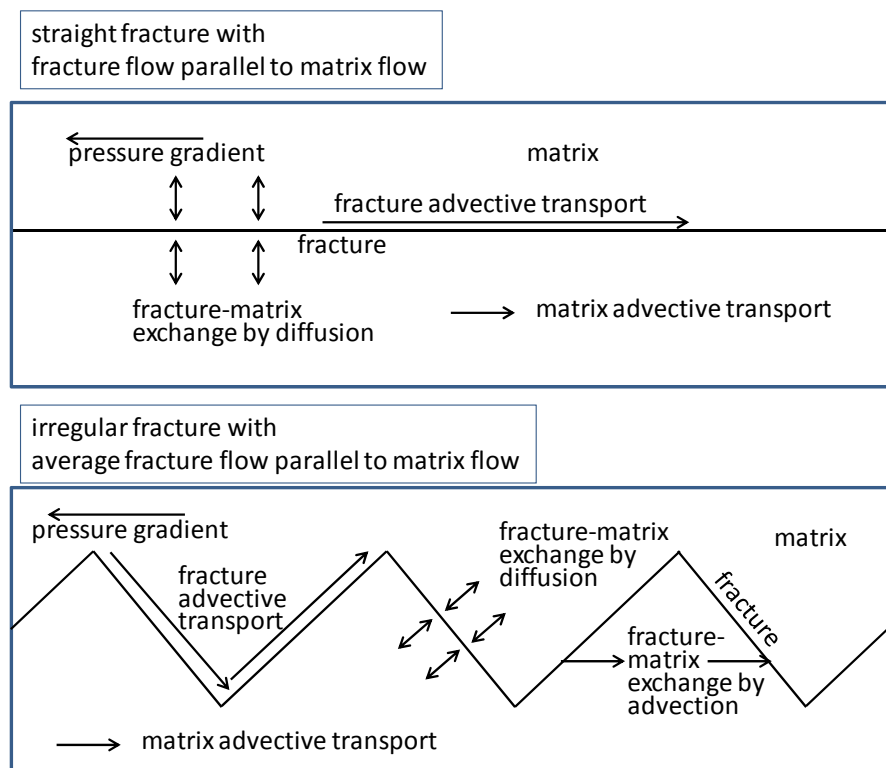 straight fracture with
fracture flow parallel to matrix flow
pressure gradient
matrix
fracture advective transport
fracture
fracture-matrix
exchange by diffusion
matrix advective transport
irregular fracture with
average fracture flow parallel to matrix flow
pressure gradient
fracture
advective
transport
fracture-matrix
exchange by
diffusion
matrix
fracture
fracture-
matrix
exchange by
advection
matrix advective transport